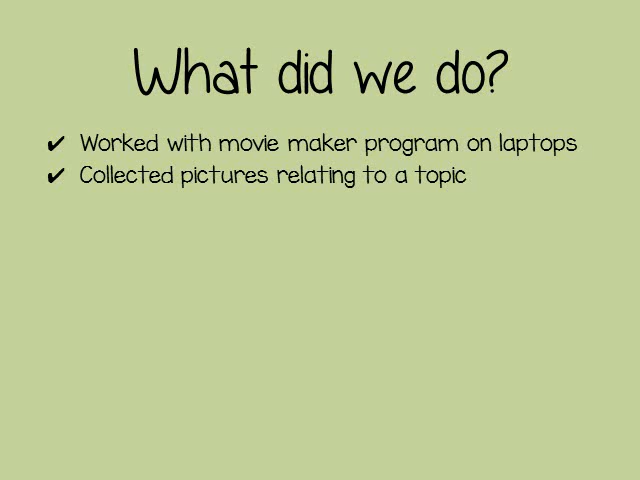 What did we do?
✔ Worked with movie maker program on laptops
✔ Collected pictures relating to a topic